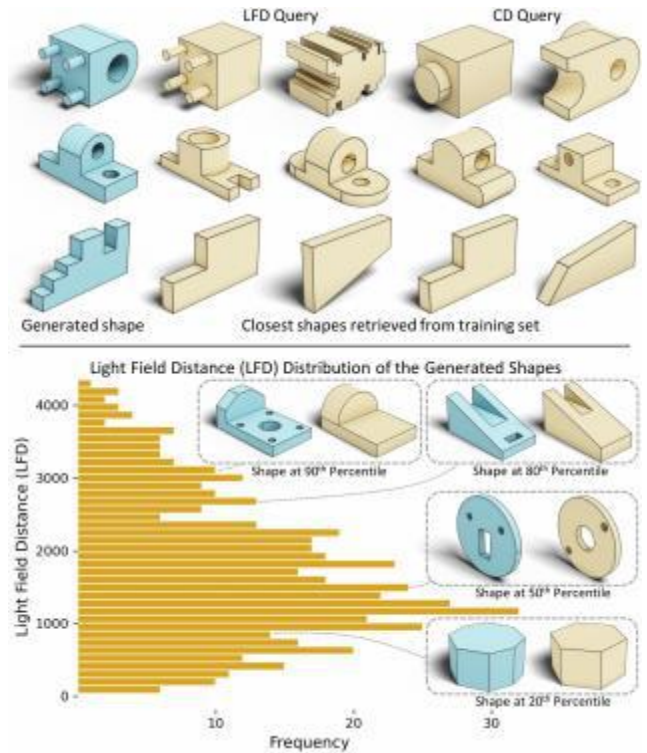 LFD Query CD Query
Generated shape Closest shapes retrieved from training set
Light Field Distance (LFD) Distribution of the Generated Shapes
4000
3000
2000
1000
0
Light Field Distance (LFD)
Shape at 90th Percentile
Shape at 80th Percentile
Shape at 50th Percentile
Shape at 20th Percentile
10 20 30
Frequency